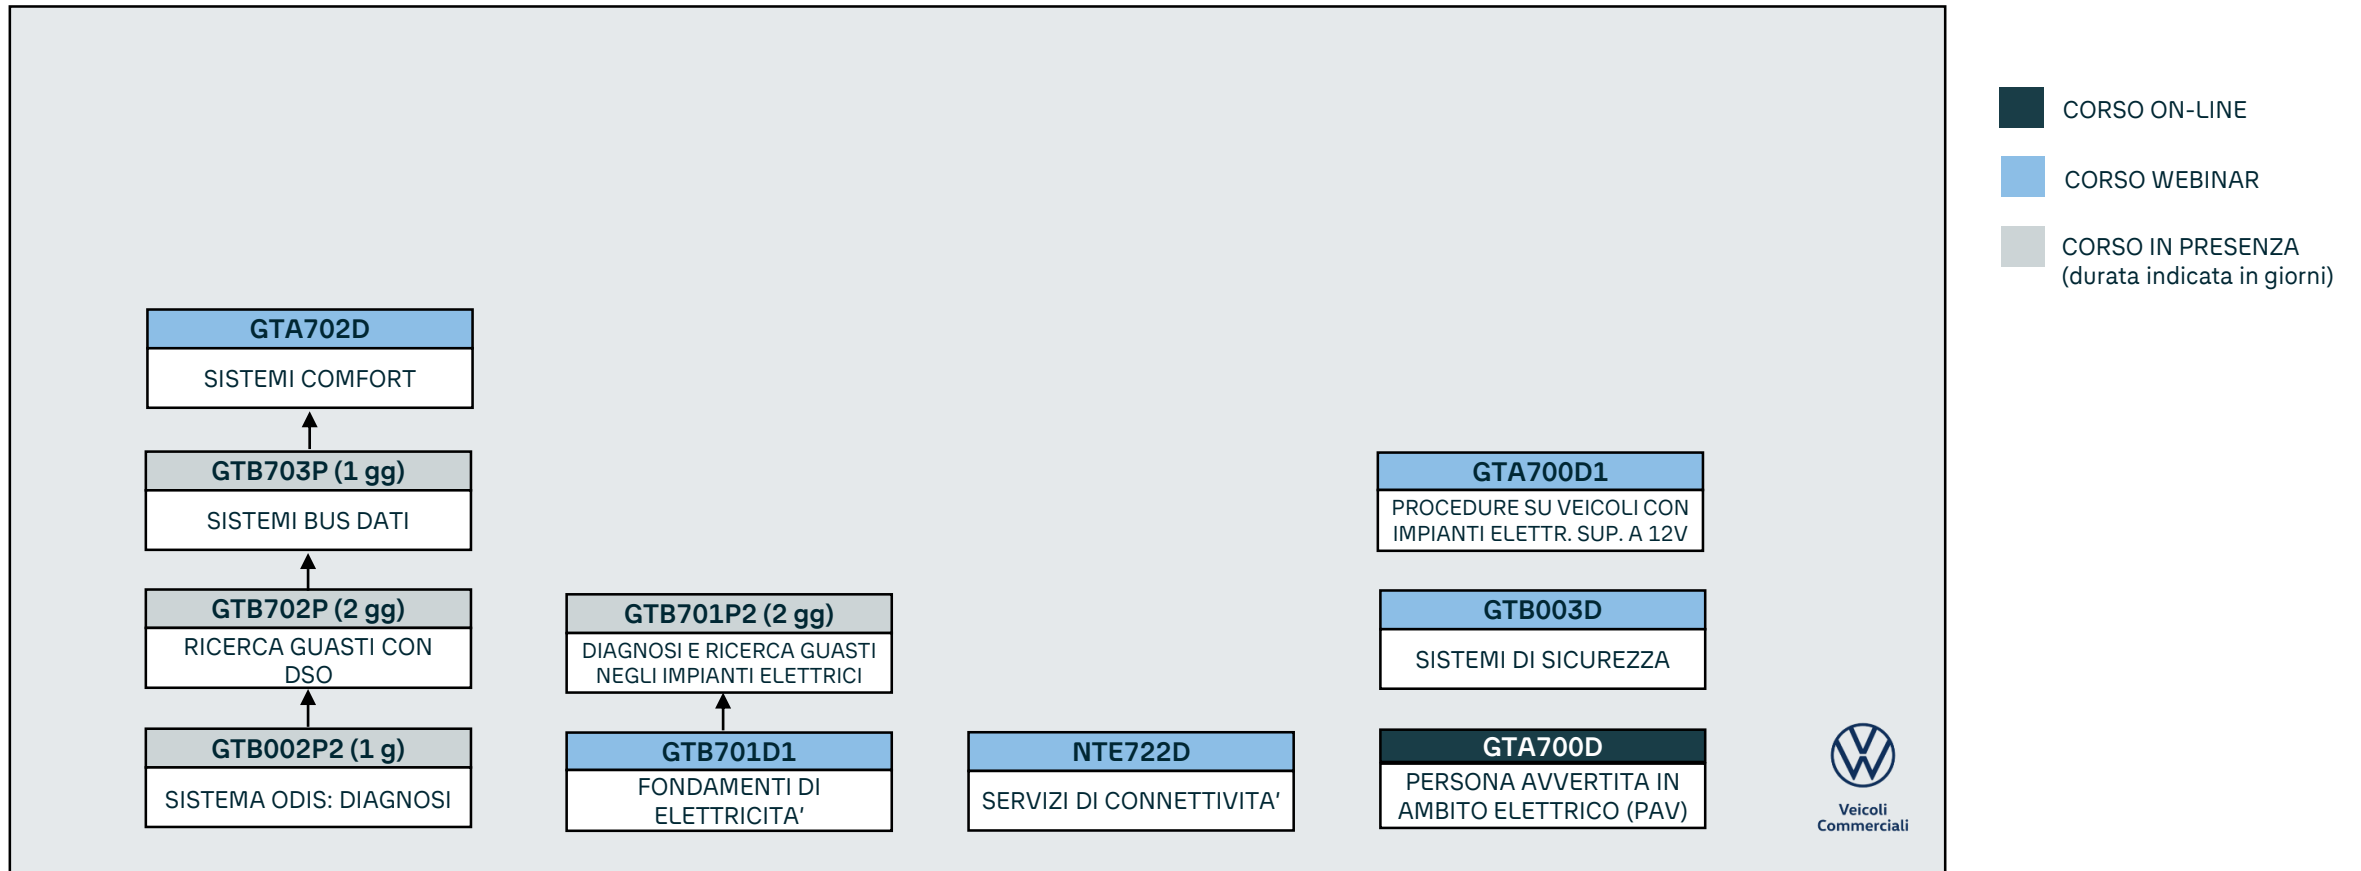 CORSO ON-LINE
CORSO WEBINAR
CORSO IN PRESENZA
(durata indicata in giorni)
GTA702D
SISTEMI COMFORT
GTB703P (1 gg)
SISTEMI BUS DATI
GTB702P (2 gg)
RICERCA GUASTI CON
DSO
GTB002P2 (1 g)
SISTEMA ODIS: DIAGNOSI
GTB701P2 (2 gg)
DIAGNOSI E RICERCA GUASTI
NEGLI IMPIANTI ELETTRICI
GTB701D1
FONDAMENTI DI
ELETTRICITA’
NTE722D
SERVIZI DI CONNETTIVITA’
GTA700D1
PROCEDURE SU VEICOLI CON
IMPIANTI ELETTR. SUP. A 12V
GTB003D
SISTEMI DI SICUREZZA
GTA700D
PERSONA AVVERTITA IN
AMBITO ELETTRICO (PAV)
Veicoli
Commerciali